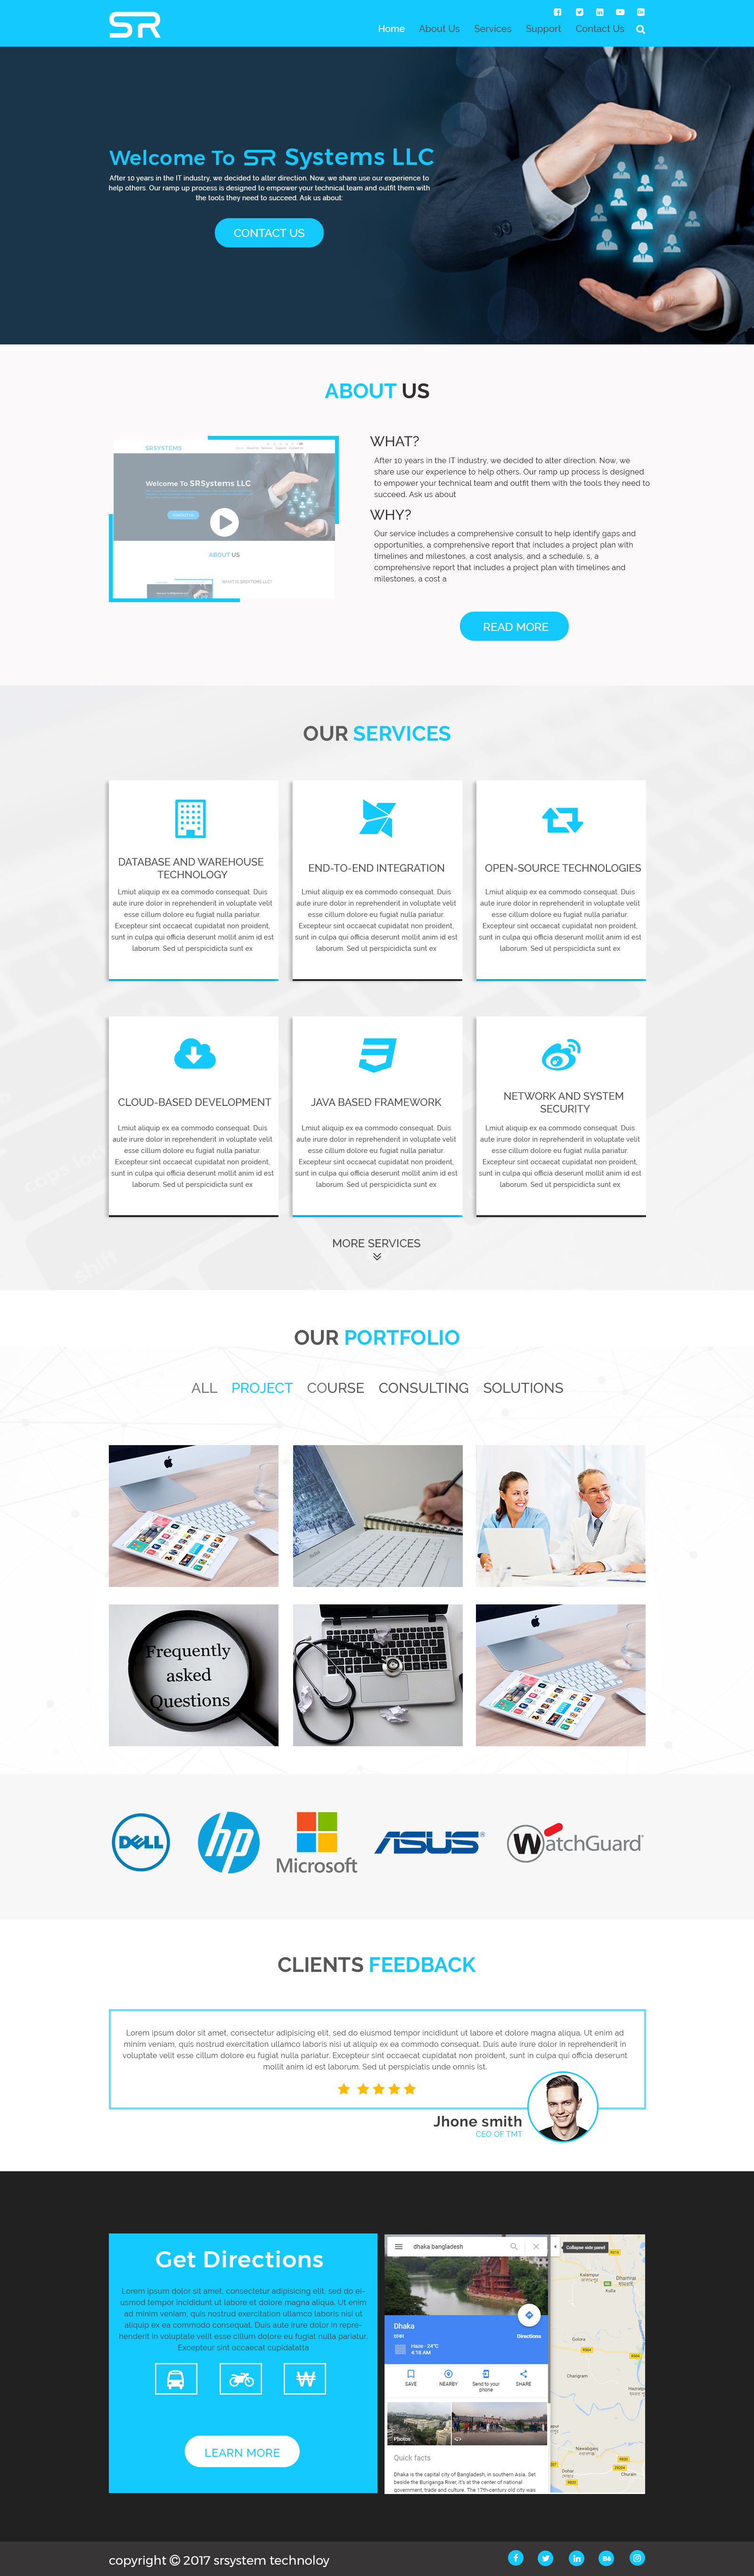 SR
Home About Us Services Support Contact Us
Welcome To SR Systems LLC
After 10 years in the IT industry, we decided to alter direction. Now, we share use our experience to
help others. Our ramp up process is designed to empower your technical team and outfit them with
the tools they need to succeed. Ask us about:
CONTACT US
ABOUT US
SRSYSTEMS
Welcome To SRSystems LLC
ABOUT US
WHAT IS SRSYTEMS LLC?
WHAT?
After 10 years in the IT industry, we decided to alter direction. Now, we
share use our experience to help others. Our ramp up process is designed
to empower your technical team and outfit them with the tools they need to
succeed. Ask us about
WHY?
Our service includes a comprehensive consult to help identify gaps and
opportunities, a comprehensive report that includes a project plan with
timelines and milestones, a cost analysis, and a schedule. s, a
comprehensive report that includes a project plan with timelines and
milestones, a cost a
READ MORE
OUR SERVICES
DATABASE AND WAREHOUSE
TECHNOLOGY
Lmiut aliquip ex ea commodo consequat. Duis
aute irure dolor in reprehenderit in voluptate velit
esse cillum dolore eu fugiat nulla pariatur.
Excepteur sint occaecat cupidatat non proident,
sunt in culpa qui officia deserunt mollit anim id est
laborum. Sed ut perspicidicta sunt ex
END-TO-END INTEGRATION
Lmiut aliquip ex ea commodo consequat. Duis
aute irure dolor in reprehenderit in voluptate velit
esse cillum dolore eu fugiat nulla pariatur.
Excepteur sint occaecat cupidatat non proident,
sunt in culpa qui officia deserunt mollit anim id est
laborum. Sed ut perspicidicta sunt ex
OPEN-SOURCE TECHNOLOGIES
Lmiut aliquip ex ea commodo consequat. Duis
aute irure dolor in reprehenderit in voluptate velit
esse cillum dolore eu fugiat nulla pariatur.
Excepteur sint occaecat cupidatat non proident,
sunt in culpa qui officia deserunt mollit anim id est
laborum. Sed ut perspicidicta sunt ex
CLOUD-BASED DEVELOPMENT
Lmiut aliquip ex ea commodo consequat. Duis
aute irure dolor in reprehenderit in voluptate velit
esse cillum dolore eu fugiat nulla pariatur.
Excepteur sint occaecat cupidatat non proident,
sunt in culpa qui officia deserunt mollit anim id est
laborum. Sed ut perspicidicta sunt ex
JAVA BASED FRAMEWORK
Lmiut aliquip ex ea commodo consequat. Duis
aute irure dolor in reprehenderit in voluptate velit
esse cillum dolore eu fugiat nulla pariatur.
Excepteur sint occaecat cupidatat non proident,
sunt in culpa qui officia deserunt mollit anim id est
laborum. Sed ut perspicidicta sunt ex
NETWORK AND SYSTEM
SECURITY
Lmiut aliquip ex ea commodo consequat. Duis
aute irure dolor in reprehenderit in voluptate velit
esse cillum dolore eu fugiat nulla pariatur.
Excepteur sint occaecat cupidatat non proident,
sunt in culpa qui officia deserunt mollit anim id est
laborum. Sed ut perspicidicta sunt ex
caps lock
shift
MORE SERVICES
OUR PORTFOLIO
ALL PROJECT COURSE CONSULTING SOLUTIONS
Frequently
asked
Questions
DELL hp Microsoft ASUS WatchGuard
CLIENTS FEEDBACK
Lorem ipsum dolor sit amet, consectetur adipisicing elit, sed do eiusmod tempor incididunt ut labore et dolore magna aliqua. Ut enim ad
minim veniam, quis nostrud exercitation ullamco laboris nisi ut aliquip ex ea commodo consequat. Duis aute irure dolor in reprehenderit in
voluptate velit esse cillum dolore eu fugiat nulla pariatur. Excepteur sint occaecat cupidatat non proident, sunt in culpa qui officia deserunt
mollit anim id est laborum. Sed ut perspiciatis unde omnis ist.
Jhone smith
CEO OF TMT
Get Directions
Lorem ipsum dolor sit amet, consectetur adipisicing elit, sed do ei-
usmod tempor incididunt ut labore et dolore magna aliqua. Ut enim
ad minim veniam, quis nostrud exercitation ullamco laboris nisi ut
aliquip ex ea commodo consequat. Duis aute irure dolor in repre-
henderit in voluptate velit esse cillum dolore eu fugiat nulla pariatur.
Excepteur sint occaecat cupidatatta
LEARN MORE
dhaka bangladesh
Collapse side panel
Dhaka
ঢাকা
Directions
Haze · 24°C
4:18 AM
SAVE
NEARBY
Send to your
phone
SHARE
Photos
Quick facts
Dhaka is the capital city of Bangladesh, in southern Asia. Set
beside the Buriganga River, it's at the center of national
government, trade and culture. The 17th-century old city was
Dhamrai
Kulla
Golora
copyright © 2017 srsystem technoloy